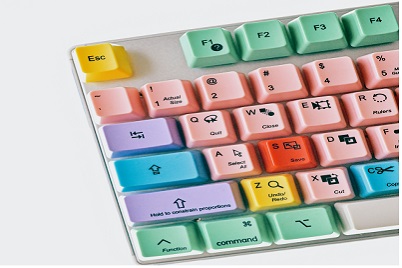 Esc F1 F2 F3 F4
! 1 Actual Size @ 2 # 3 $ 4 % 5
Q Quit W Close E R Rulers
A Select All S Save D F
Hold to constrain proportions Z Undo/Redo X Cut C
Function command